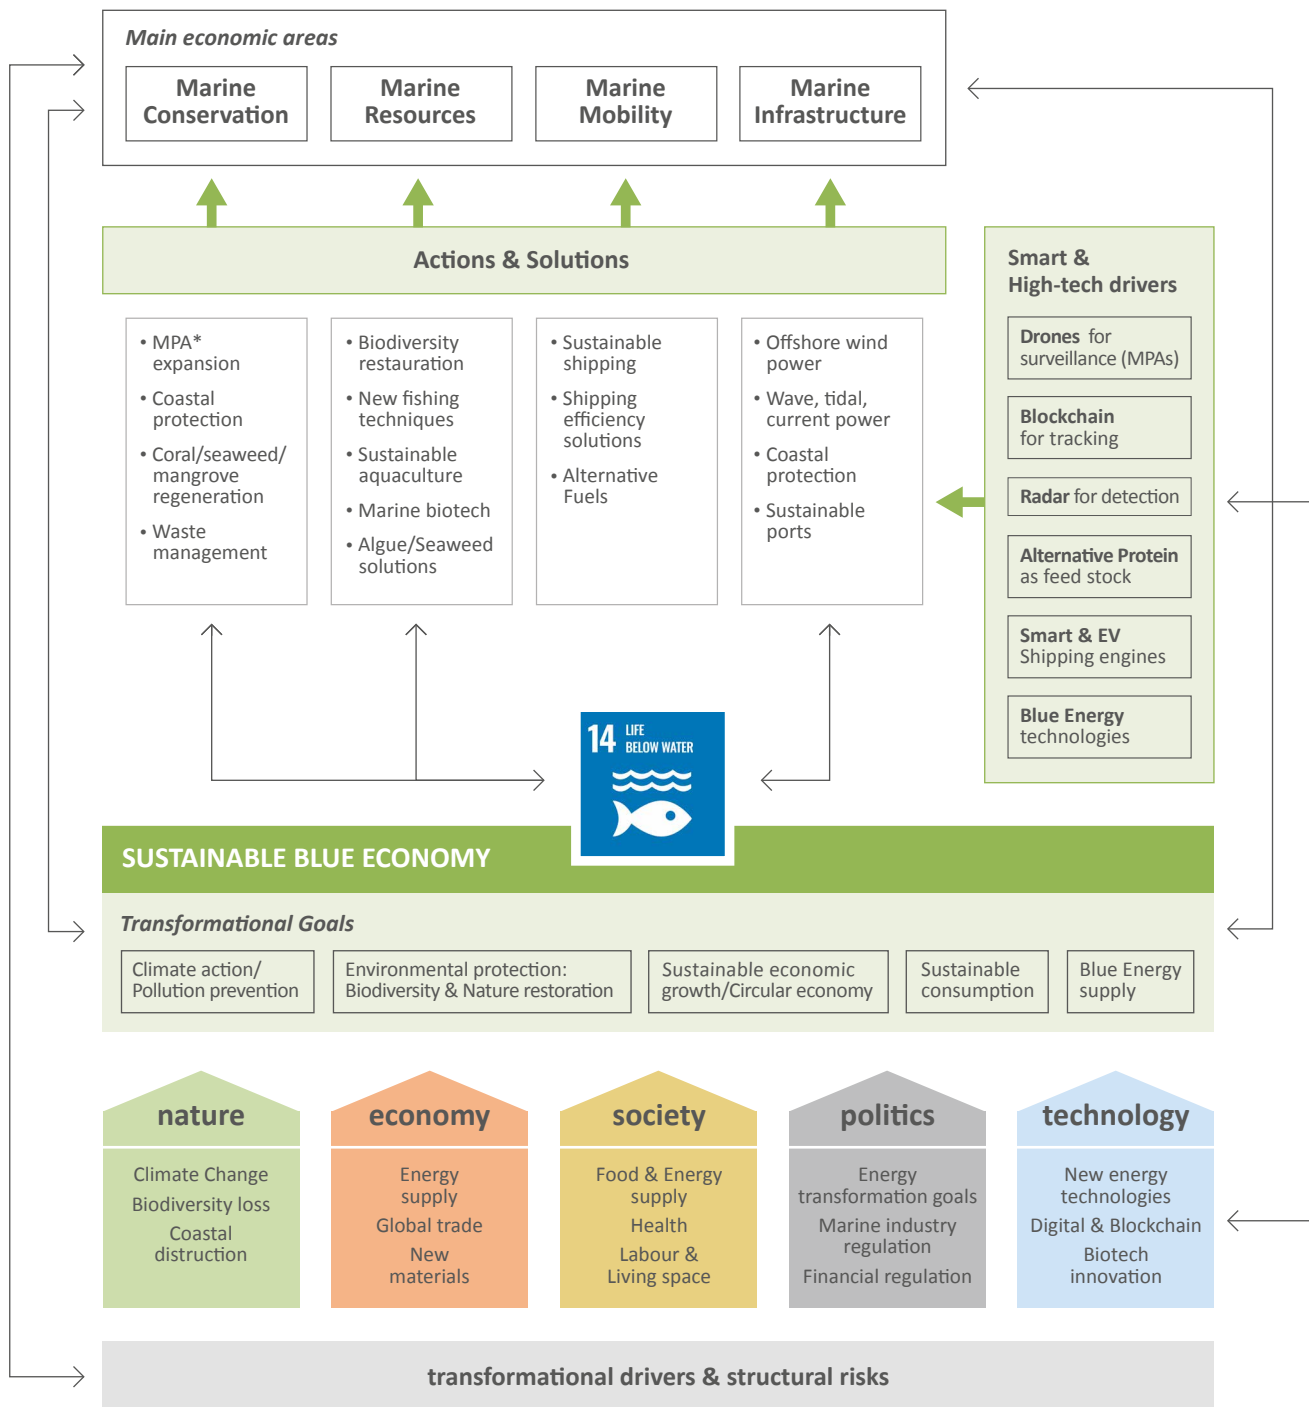 Main economic areas
Marine
Conservation
Marine
Resources
Marine
Mobility
Marine
Infrastructure
Actions & Solutions
• MPA*
expansion
• Coastal
protection
• Coral/seaweed/
mangrove
regeneration
• Waste
management
• Biodiversity
restauration
• New fishing
techniques
• Sustainable
aquaculture
• Marine biotech
• Algue/Seaweed
solutions
• Sustainable
shipping
• Shipping
efficiency
solutions
• Alternative
Fuels
• Offshore wind
power
• Wave, tidal,
current power
• Coastal
protection
• Sustainable
ports
Smart &
High-tech drivers
Drones for
surveillance (MPAs)
Blockchain
for tracking
Radar for detection
Alternative Protein
as feed stock
Smart & EV
Shipping engines
Blue Energy
technologies
14 LIFE
BELOW WATER
SUSTAINABLE BLUE ECONOMY
Transformational Goals
Climate action/
Pollution prevention
Environmental protection:
Biodiversity & Nature restoration
Sustainable economic
growth/Circular economy
Sustainable
consumption
Blue Energy
supply
nature
Climate Change
Biodiversity loss
Coastal
distruction
economy
Energy
supply
Global trade
New
materials
society
Food & Energy
supply
Health
Labour &
Living space
politics
Energy
transformation goals
Marine industry
regulation
Financial regulation
technology
New energy
technologies
Digital & Blockchain
Biotech
innovation
transformational drivers & structural risks